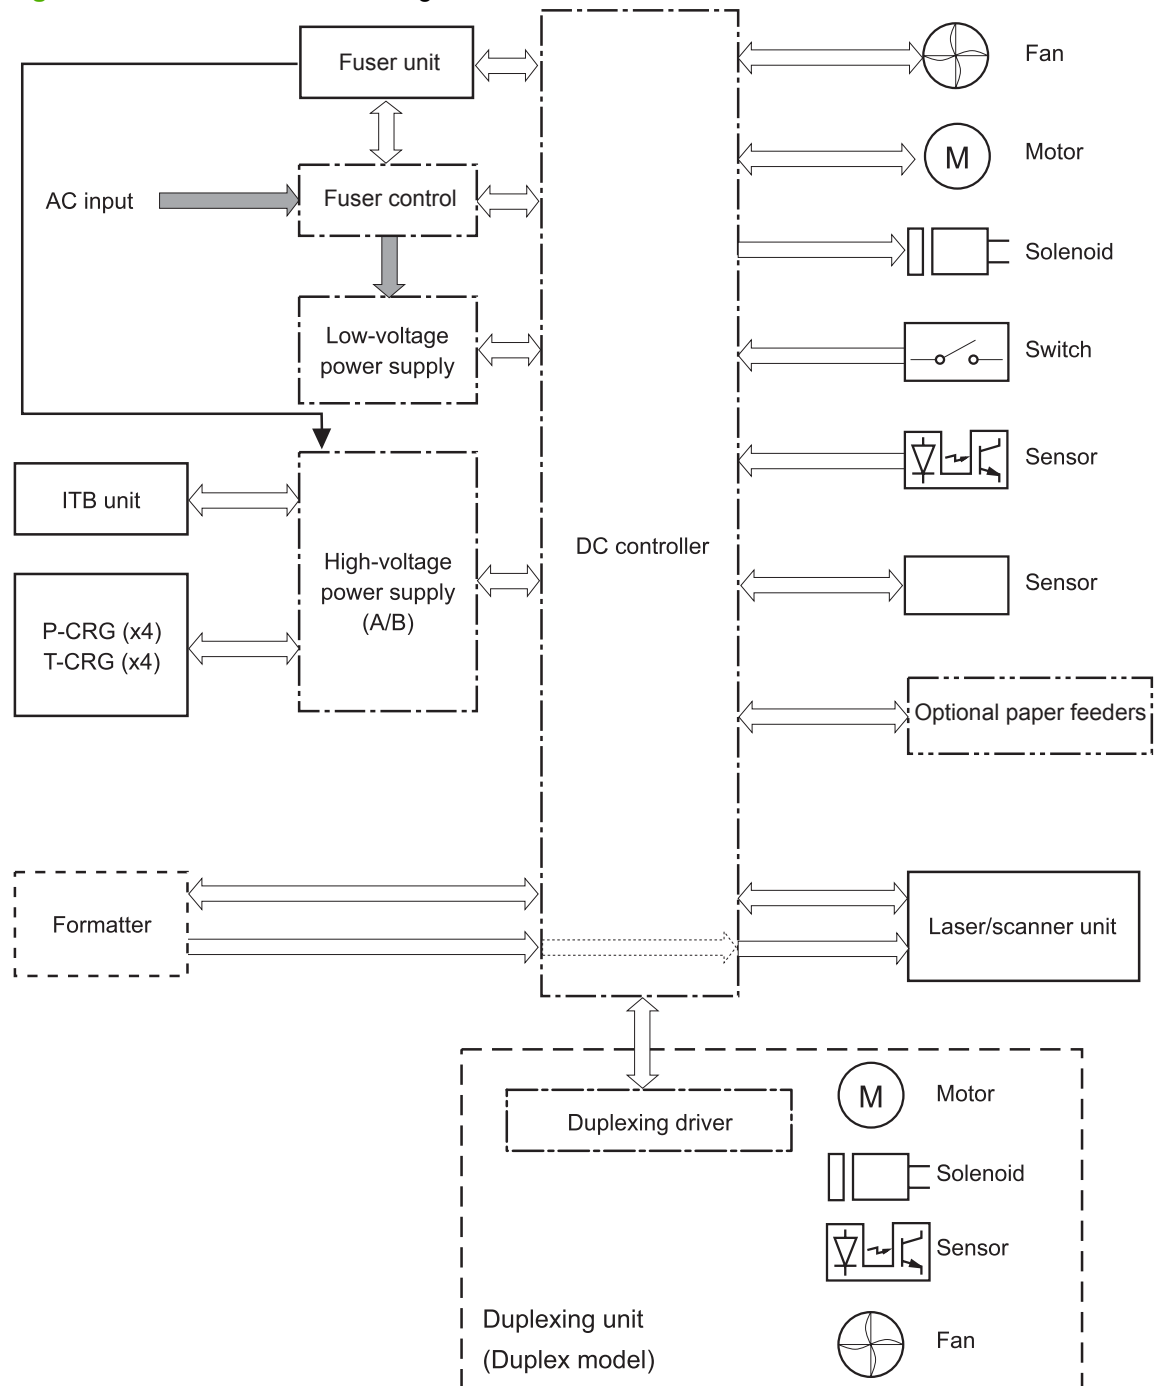 Fuser unit
Fan
Motor
M
AC input
Fuser control
Solenoid
Low-voltage
power supply
Switch
Sensor
ITB unit
DC controller
High-voltage
power supply
(A/B)
Sensor
P-CRG (x4)
T-CRG (x4)
Optional paper feeders
Formatter
Laser/scanner unit
M
Motor
Duplexing driver
Solenoid
Sensor
Duplexing unit
(Duplex model)
Fan